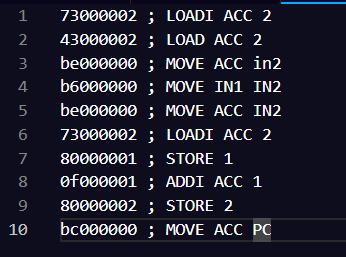 1 73000002 ; LOADI ACC 2
2 43000002 ; LOAD ACC 2
3 be000000 ; MOVE ACC in2
4 b6000000 ; MOVE IN1 IN2
5 be000000 ; MOVE ACC IN2
6 73000002 ; LOADI ACC 2
7 80000001 ; STORE 1
8 0f000001 ; ADDI ACC 1
9 80000002 ; STORE 2
10 bc000000 ; MOVE ACC PC